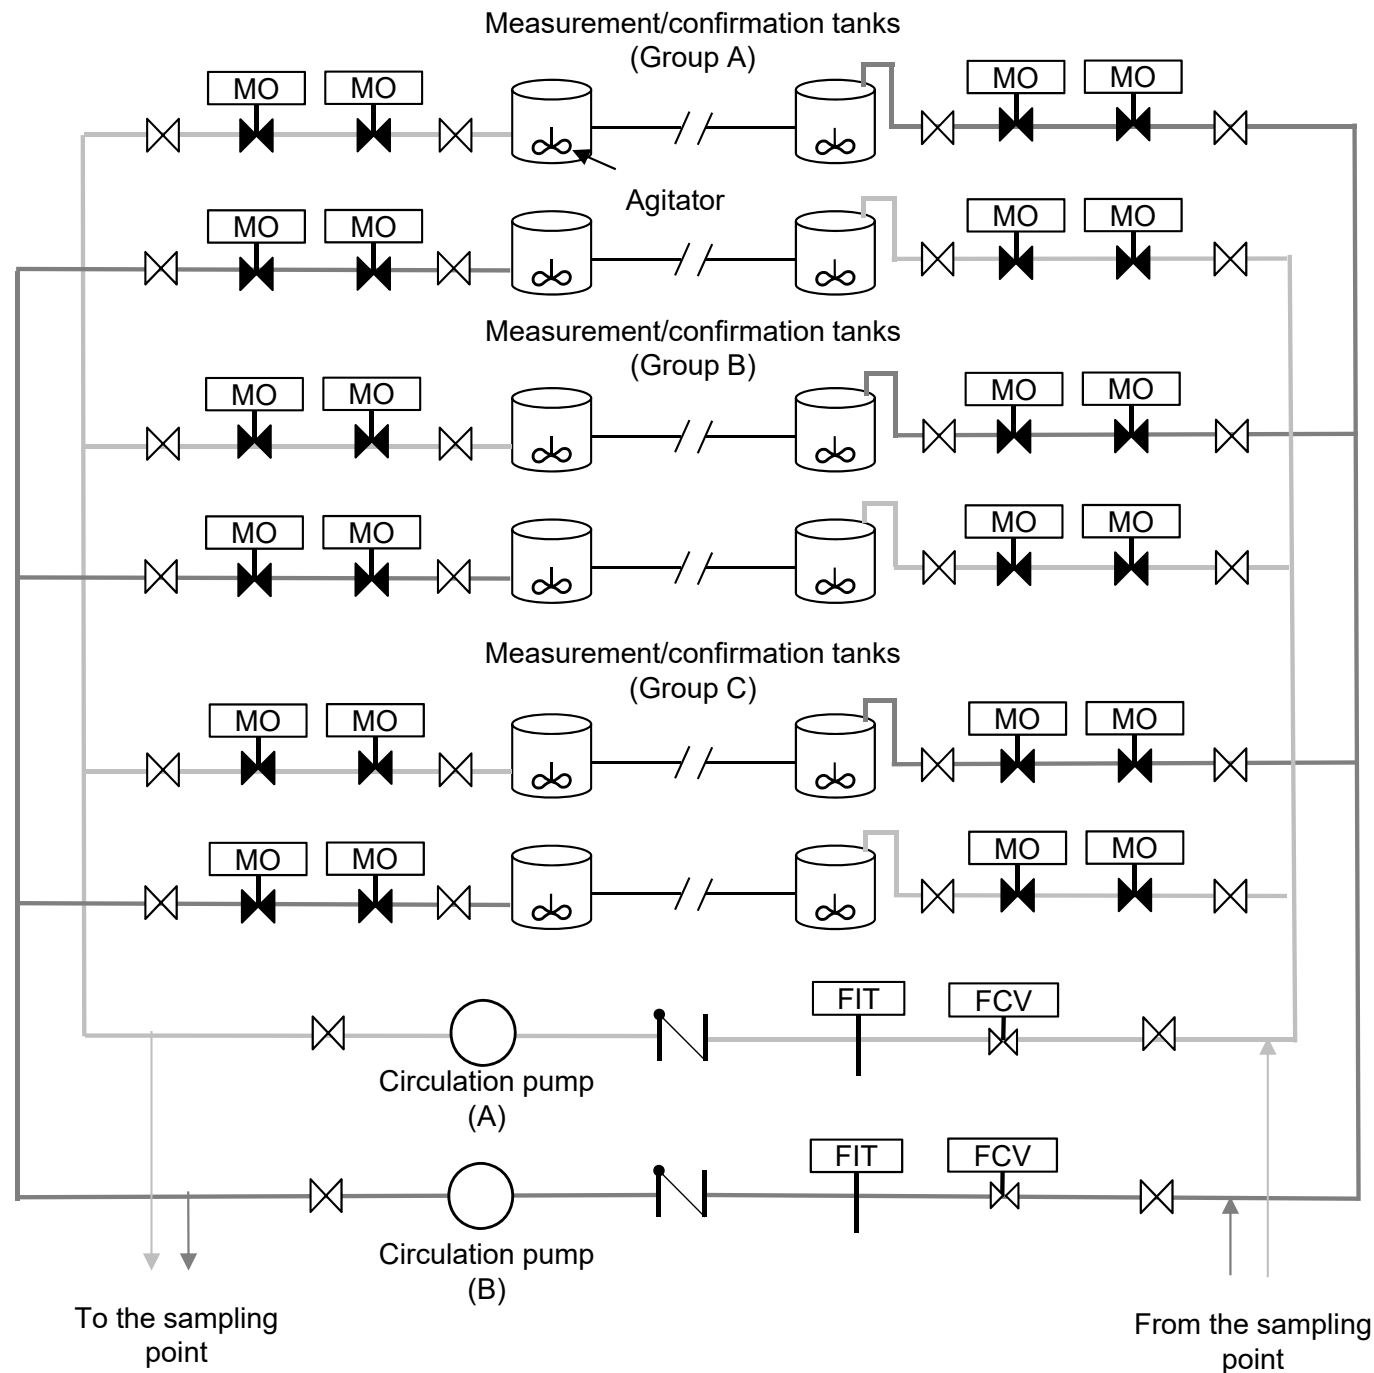 Measurement/confirmation tanks
(Group A)
MO
MO
MO
MO
Agitator
MO
MO
MO
MO
Measurement/confirmation tanks
(Group B)
MO
MO
MO
MO
MO
MO
MO
MO
Measurement/confirmation tanks
(Group C)
MO
MO
MO
MO
MO
MO
MO
MO
FIT
FCV
Circulation pump
(A)
FIT
FCV
Circulation pump
(B)
To the sampling
point
From the sampling
point